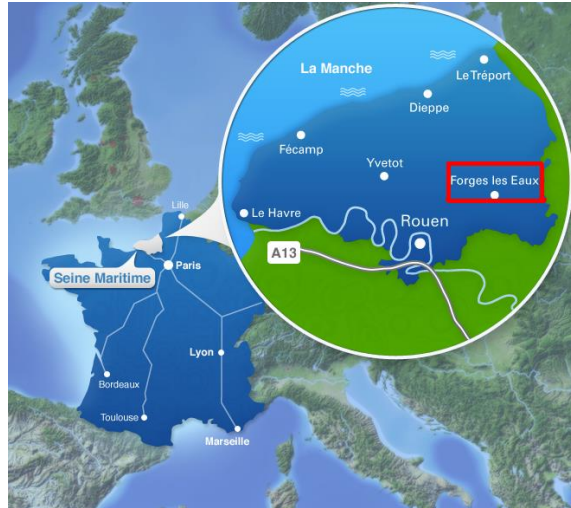 La Manche
Le Tréport
Dieppe
Fécamp
Yvetot
Forges les Eaux
Le Havre
Rouen
A13
Lille
Seine Maritime
Paris
Lyon
Bordeaux
Toulouse
Marseille